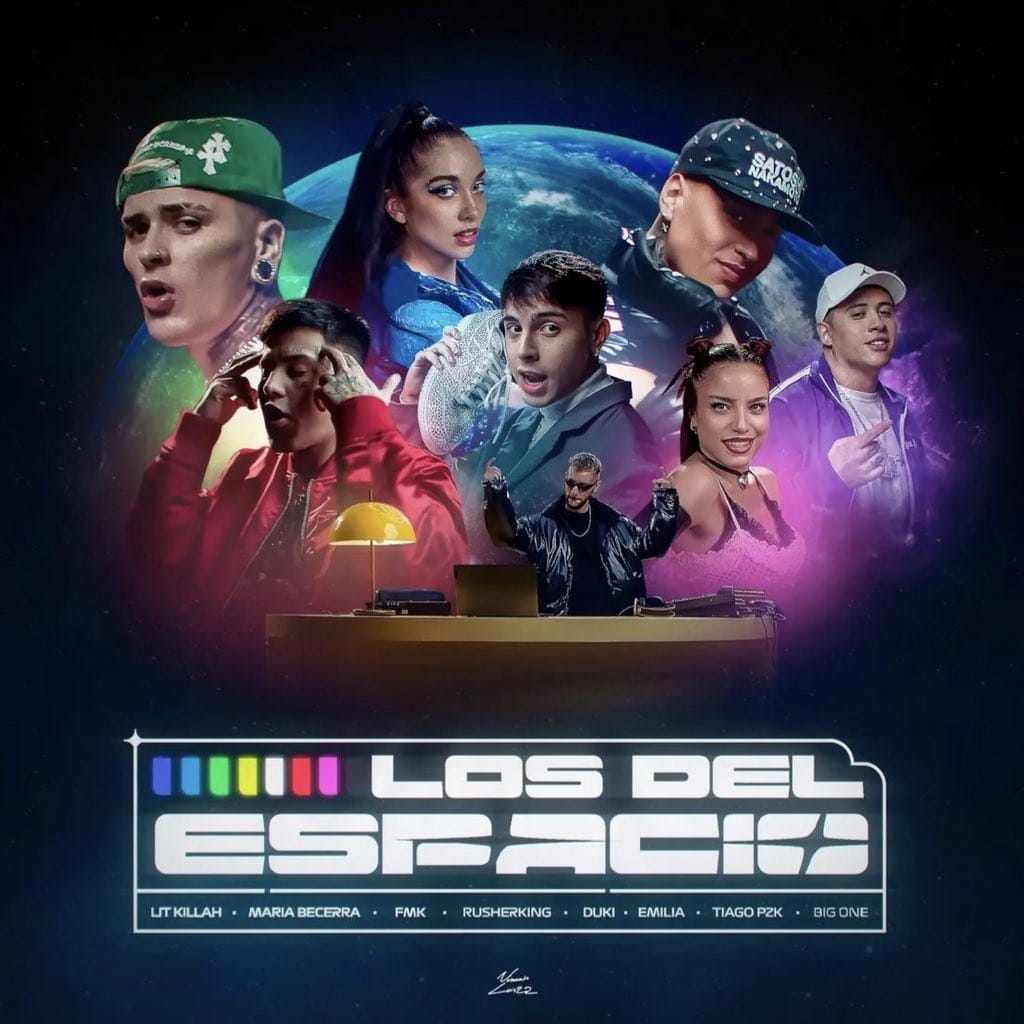 SATOSHI
NAKAMOTO
LOS DEL
ESPACIO
LIT KILLAH • MARIA BECERRA • FMK • RUSHERKING • DUKI • EMILIA • TIAGO PZK • BIG ONE